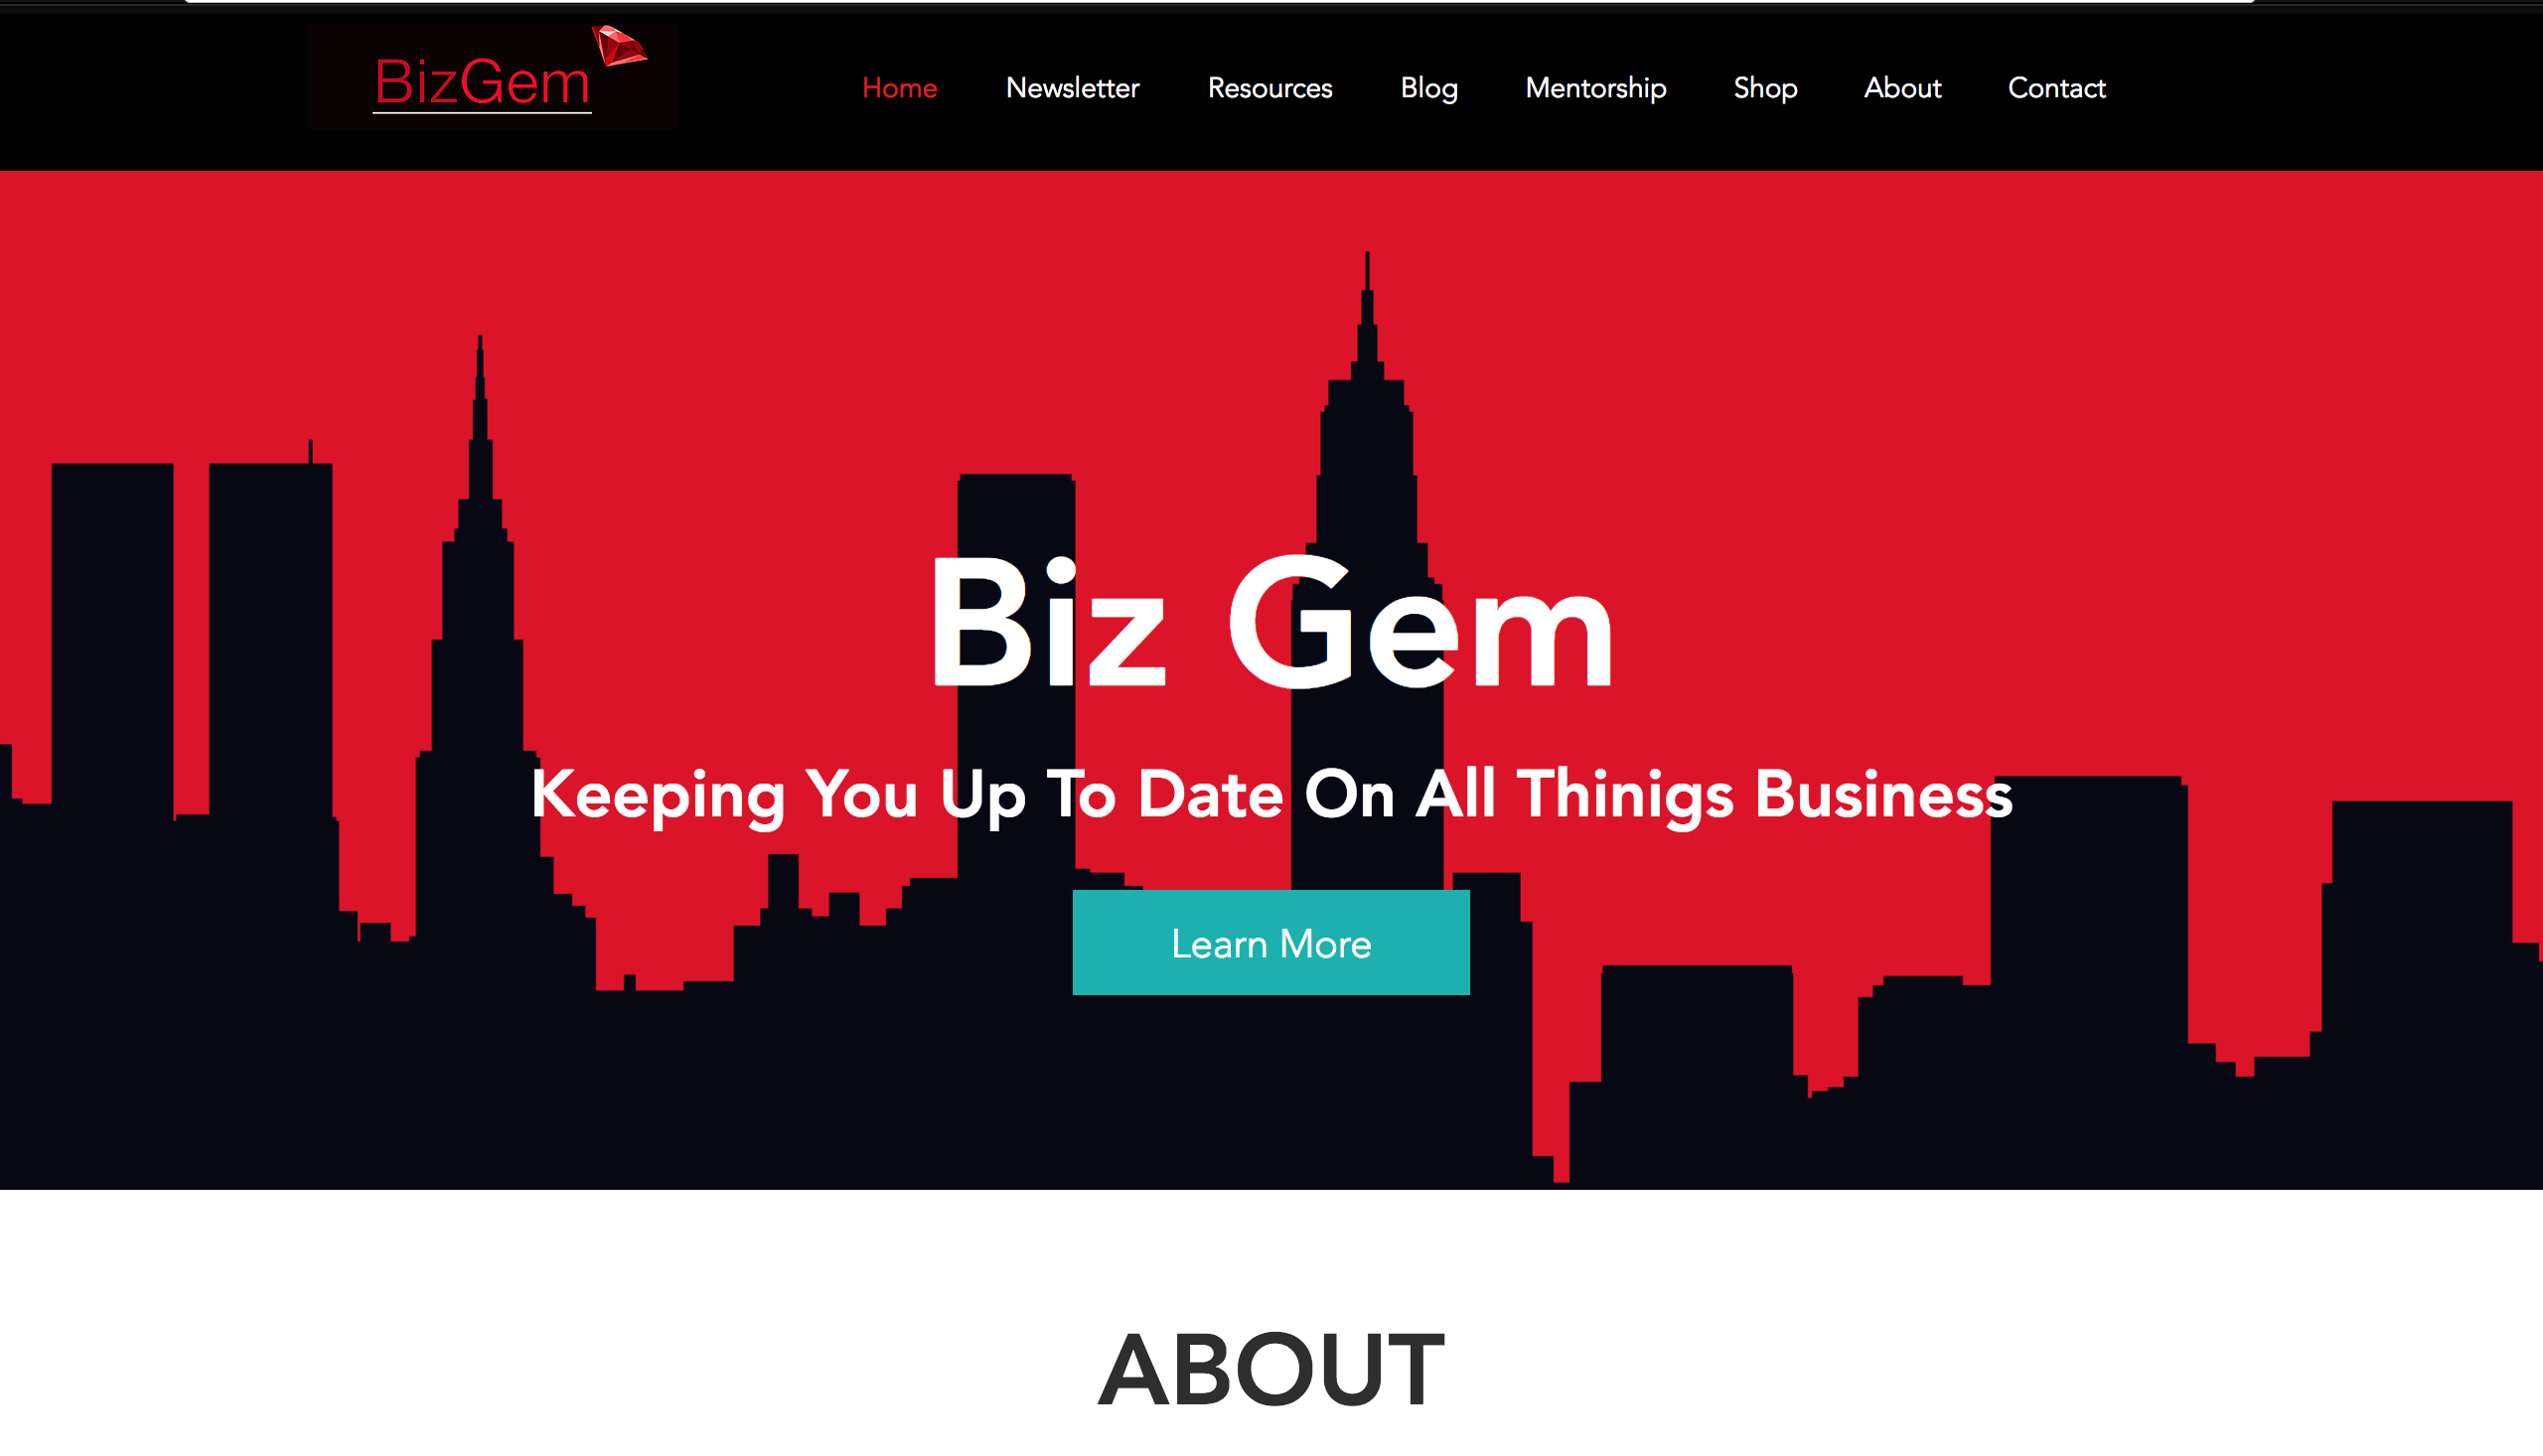 BizGem
Home Newsletter Resources Blog Mentorship Shop About Contact
Biz Gem
Keeping You Up To Date On All Thinigs Business
Learn More
ABOUT